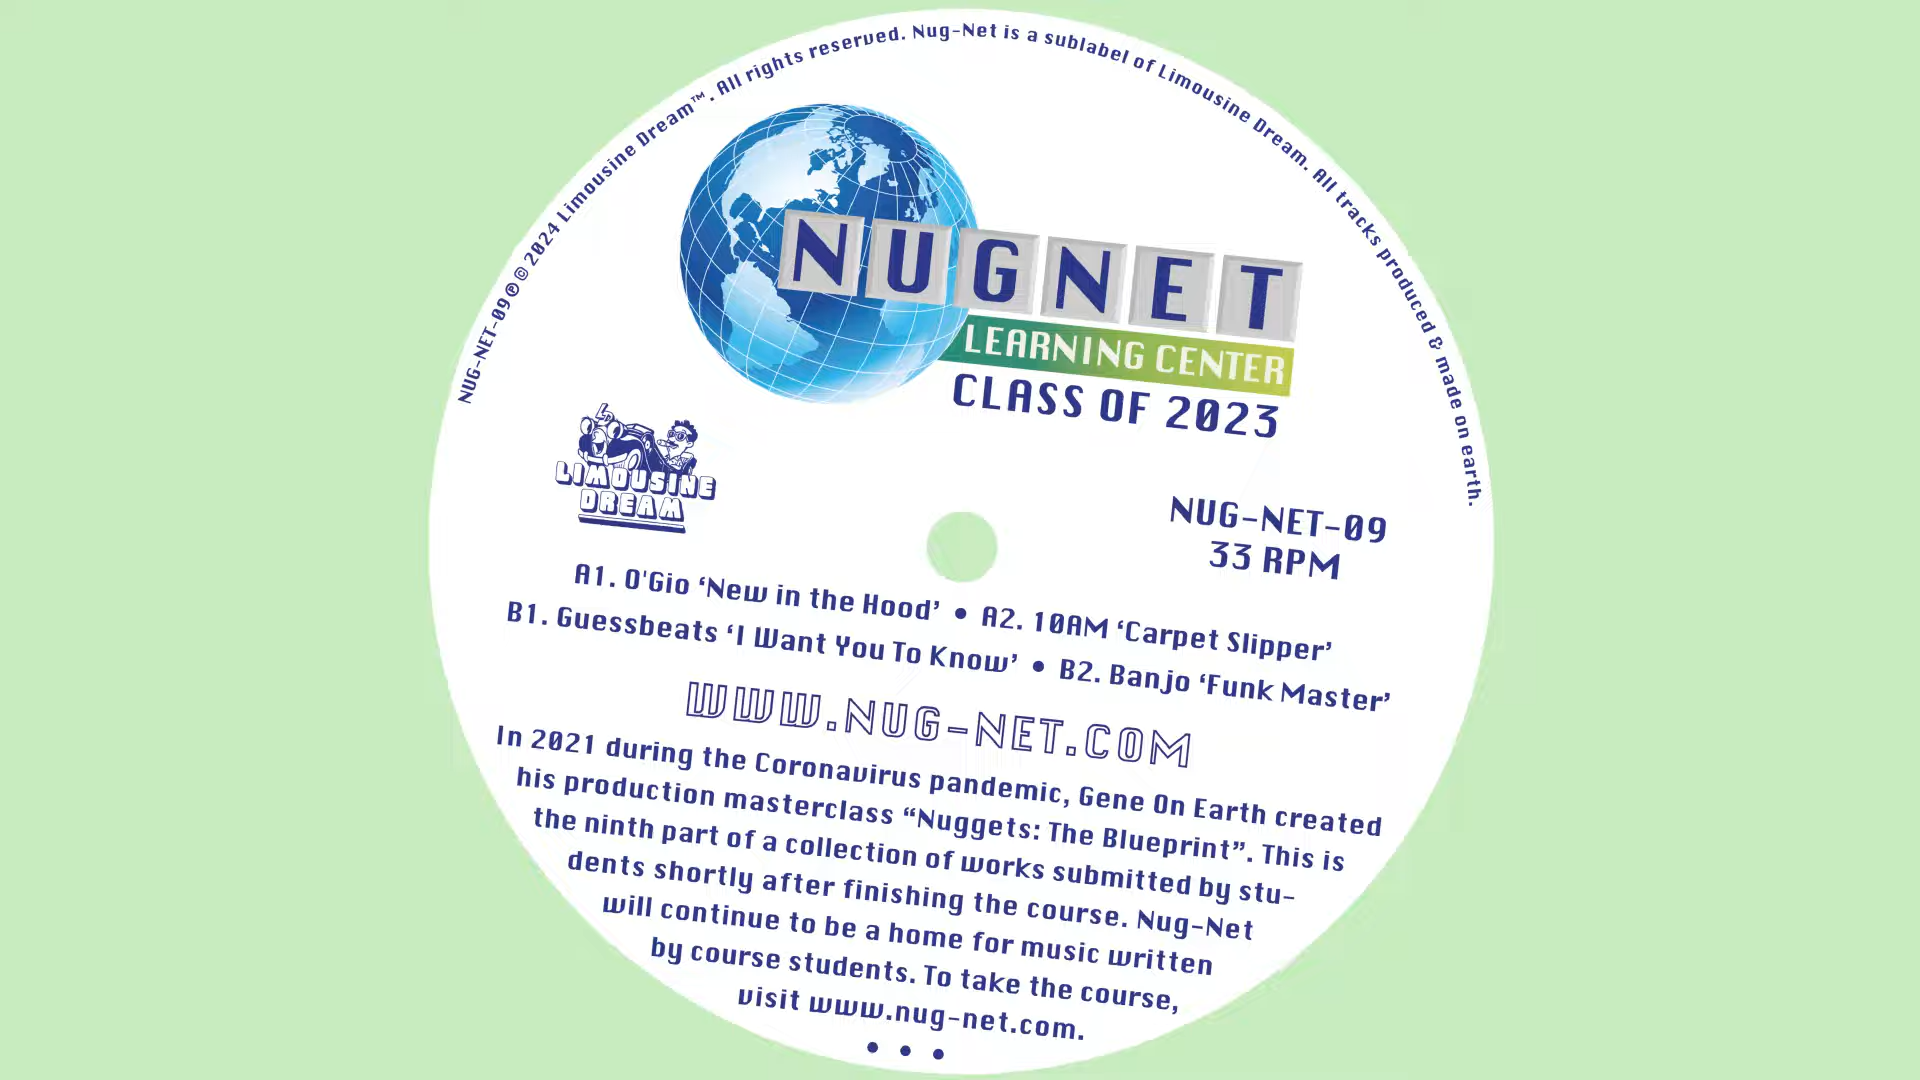 NUG-NET-09 ℗ © 2024 Limousine Dream™. All rights reserved. Nug-Net is a sublabel of Limousine Dream. All tracks produced & made on earth.
NUGNET
LEARNING CENTER
CLASS OF 2023
LD
LIMOUSINE
DREAM
NUG-NET-09
33 RPM
A1. O'Gio ‘New in the Hood’ • A2. 10AM ‘Carpet Slipper’
B1. Guessbeats ‘I Want You To Know’ • B2. Banjo ‘Funk Master’
WWW.NUG-NET.COM
In 2021 during the Coronavirus pandemic, Gene On Earth created
his production masterclass “Nuggets: The Blueprint”. This is
the ninth part of a collection of works submitted by stu-
dents shortly after finishing the course. Nug-Net
will continue to be a home for music written
by course students. To take the course,
visit www.nug-net.com.
• • •